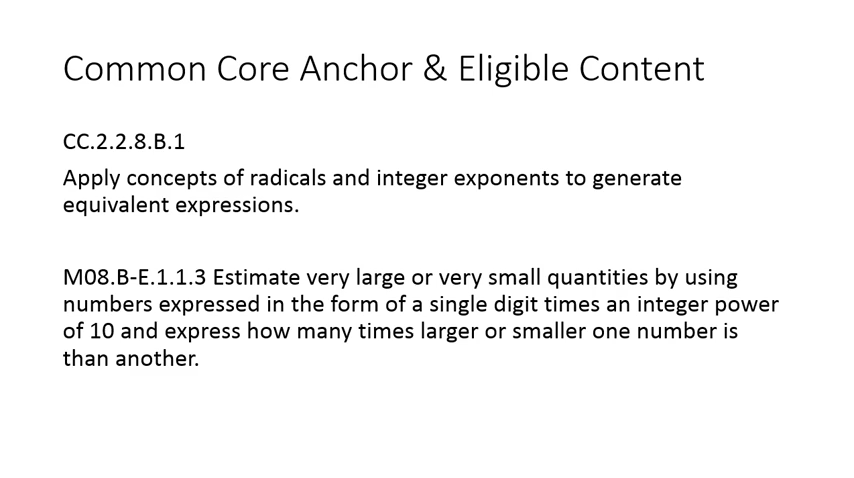 Common Core Anchor & Eligible Content
CC.2.2.8.B.1
Apply concepts of radicals and integer exponents to generate
equivalent expressions.
M08.B-E.1.1.3 Estimate very large or very small quantities by using
numbers expressed in the form of a single digit times an integer power
of 10 and express how many times larger or smaller one number is
than another.